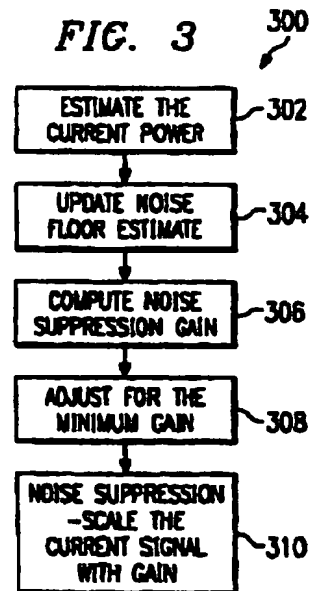 FIG. 3
300
ESTIMATE THE
CURRENT POWER
302
UPDATE NOISE
FLOOR ESTIMATE
304
COMPUTE NOISE
SUPPRESSION GAIN
306
ADJUST FOR THE
MINIMUM GAIN
308
NOISE SUPPRESSION
-SCALE THE
CURRENT SIGNAL
WITH GAIN
310